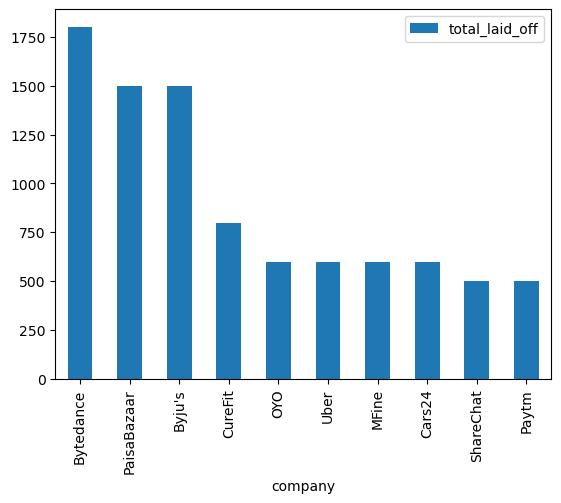 total_laid_off
1750
1500
1250
1000
750
500
250
0
Bytedance
PaisaBazaar
Byju's
CureFit
OYO
Uber
MFine
Cars24
ShareChat
Paytm
company